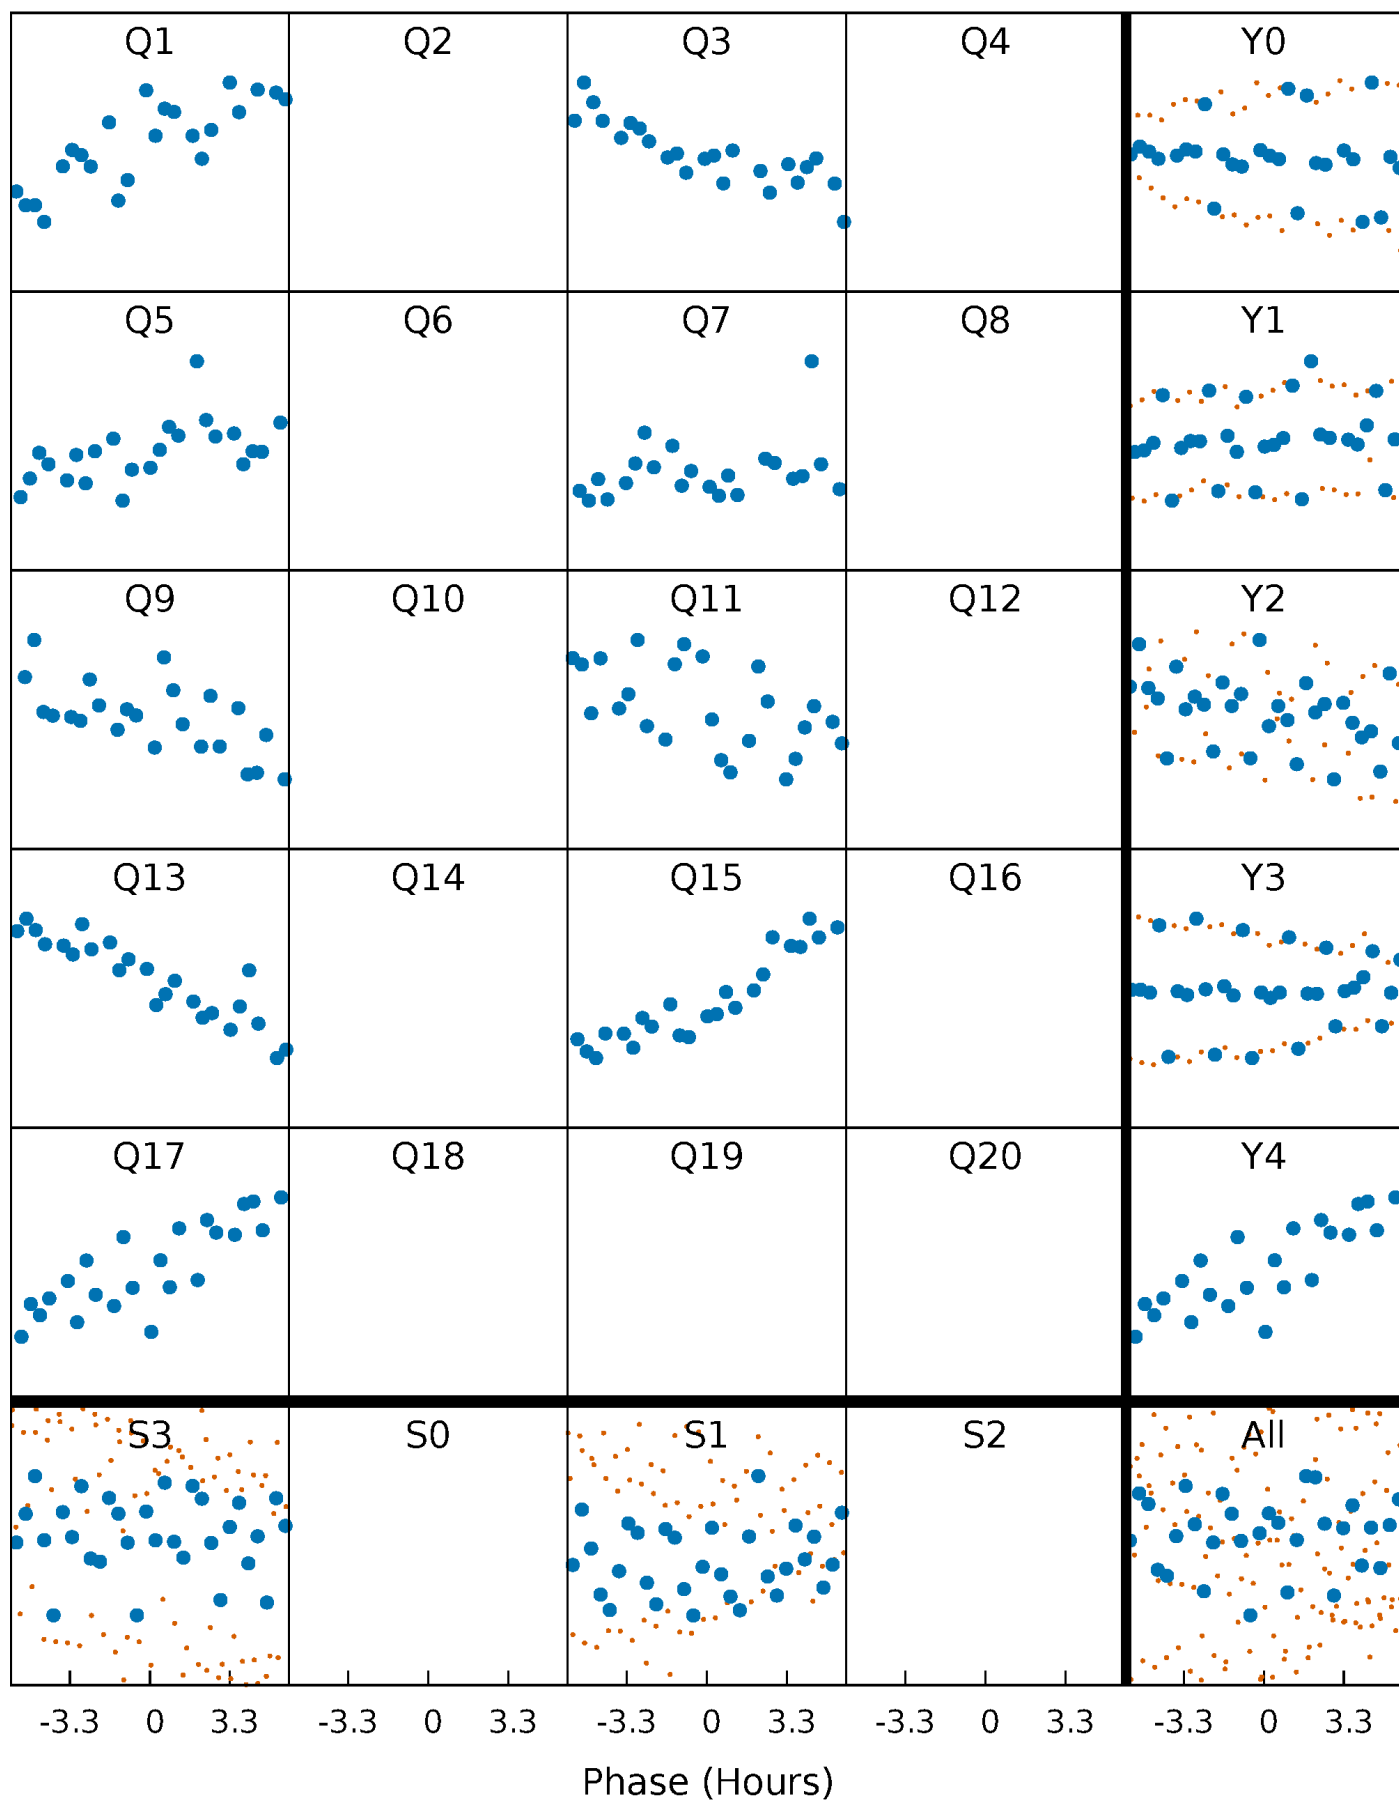 Q1 Q2 Q3 Q4 Y0
Q5 Q6 Q7 Q8 Y1
Q9 Q10 Q11 Q12 Y2
Q13 Q14 Q15 Q16 Y3
Q17 Q18 Q19 Q20 Y4
S3 S0 S1 S2 All
-3.3 0 3.3 -3.3 0 3.3 -3.3 0 3.3 -3.3 0 3.3 -3.3 0 3.3
Phase (Hours)